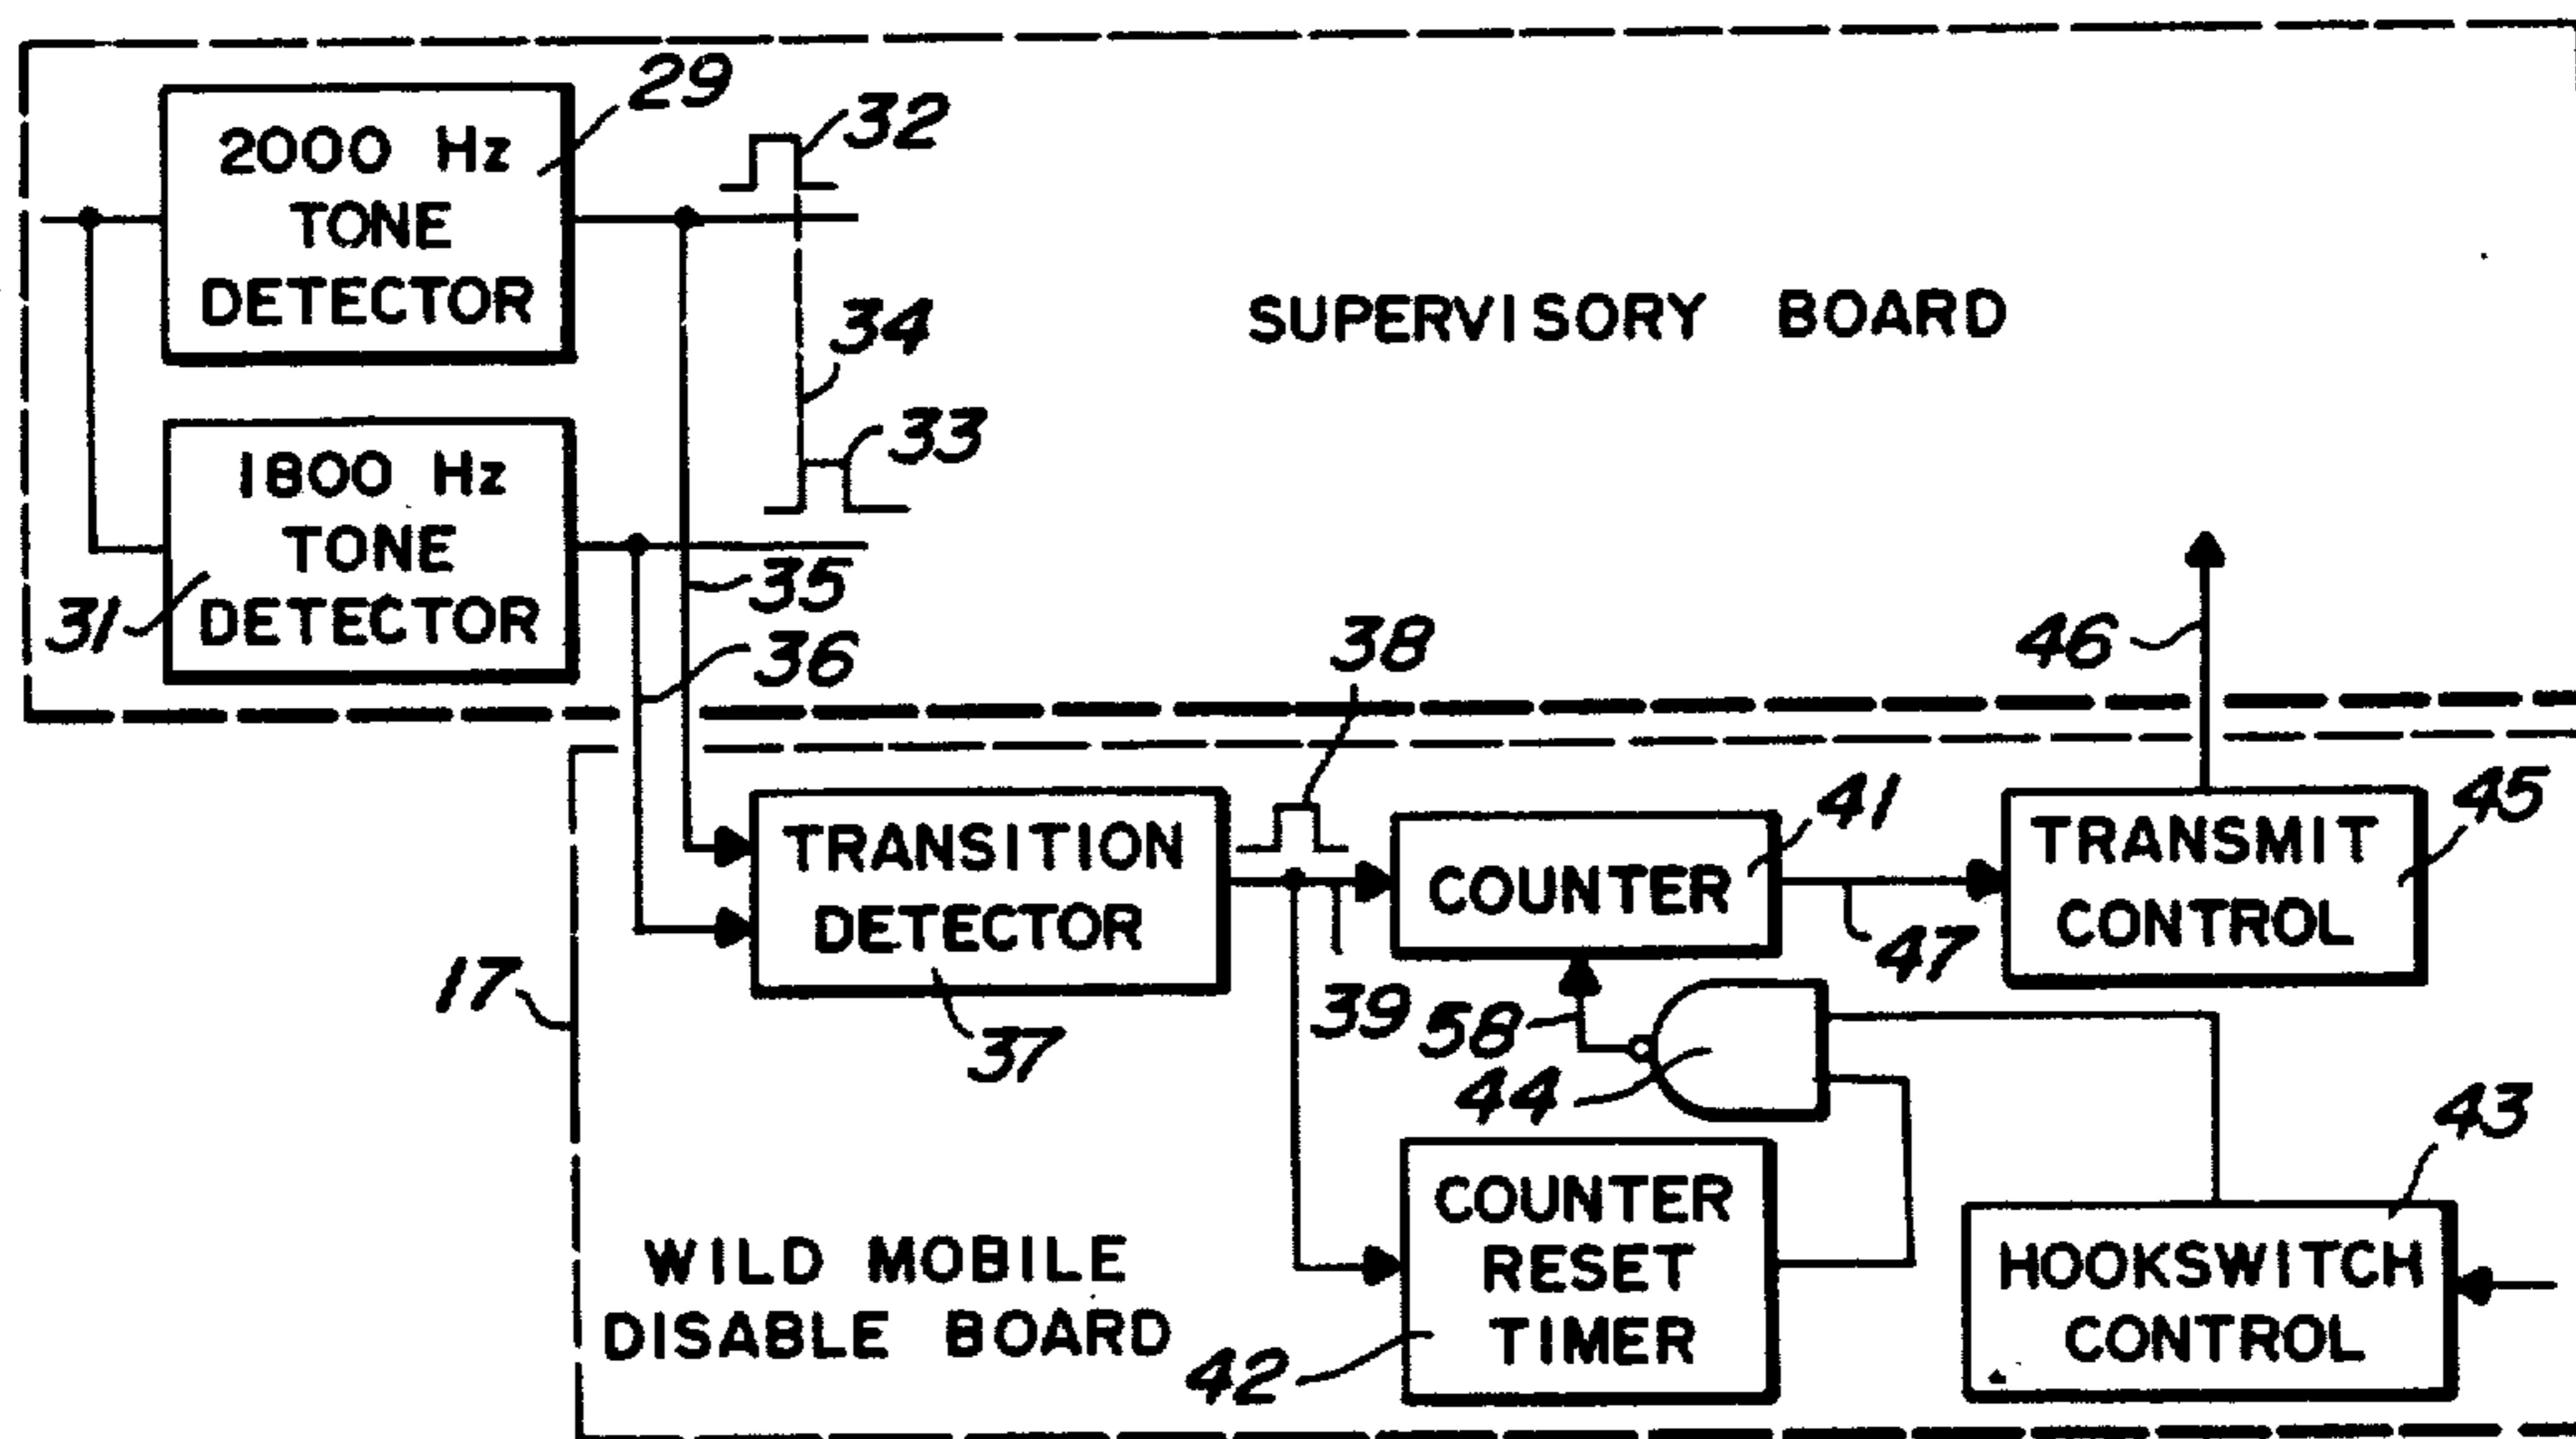 29
32
2000 Hz
TONE
DETECTOR
34
SUPERVISORY BOARD
33
1800 Hz
TONE
DETECTOR
31
35
36
38
46
41
45
TRANSITION
DETECTOR
COUNTER
TRANSMIT
CONTROL
17
37
39
58
47
44
43
COUNTER
RESET
TIMER
HOOKSWITCH
CONTROL
WILD MOBILE
DISABLE BOARD
42